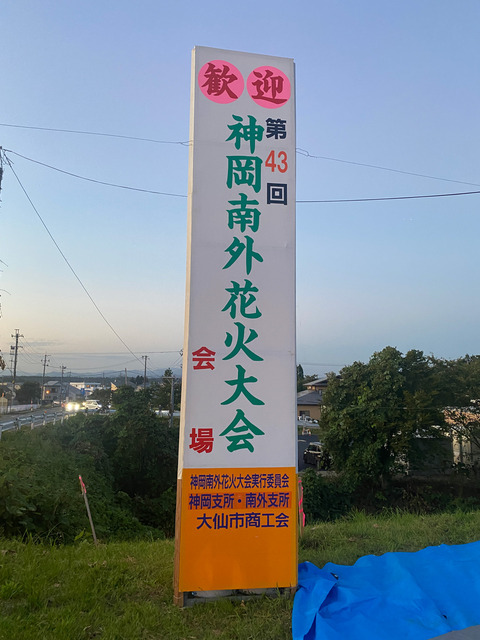 歓迎
第43回
神岡南外花火大会
会場
神岡南外花火大会実行委員会
神岡支所・南外支所
大仙市商工会